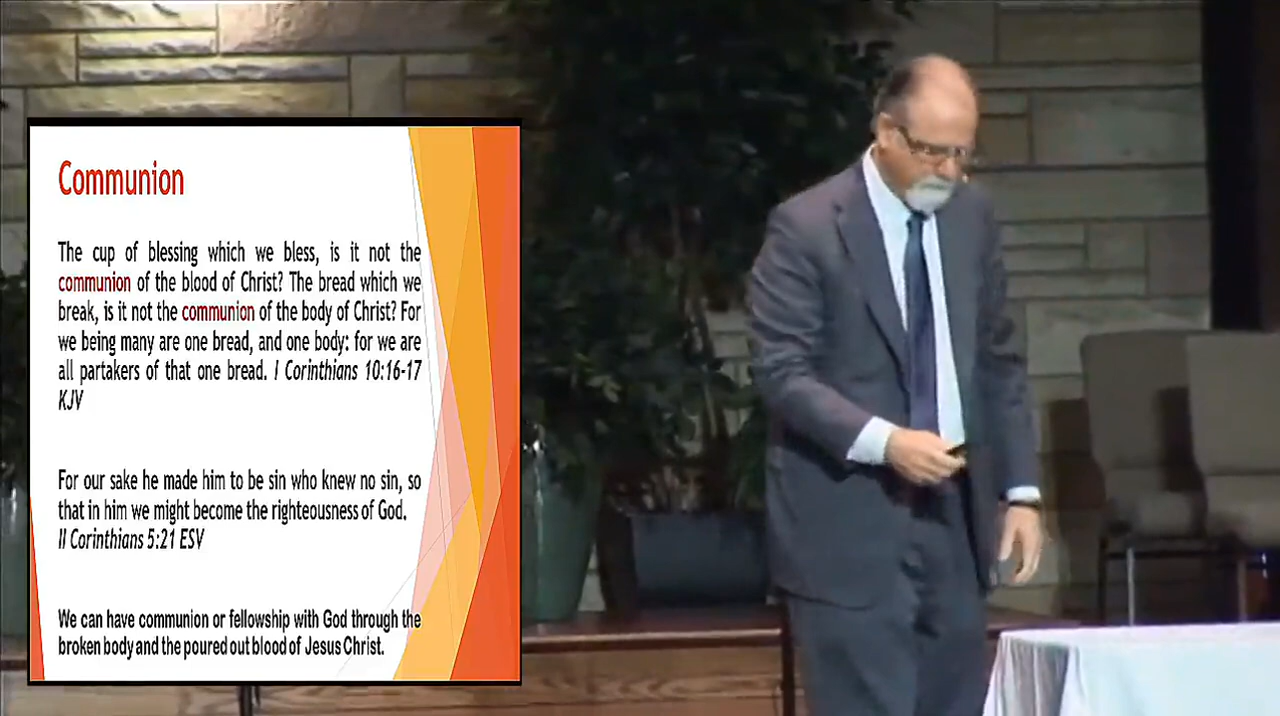 Communion
The cup of blessing which we bless, is it not the
communion of the blood of Christ? The bread which we
break, is it not the communion of the body of Christ? For
we being many are one bread, and one body: for we are
all partakers of that one bread. I Corinthians 10:16-17
KJV
For our sake he made him to be sin who knew no sin, so
that in him we might become the righteousness of God.
II Corinthians 5:21 ESV
We can have communion or fellowship with God through the
broken body and the poured out blood of Jesus Christ.